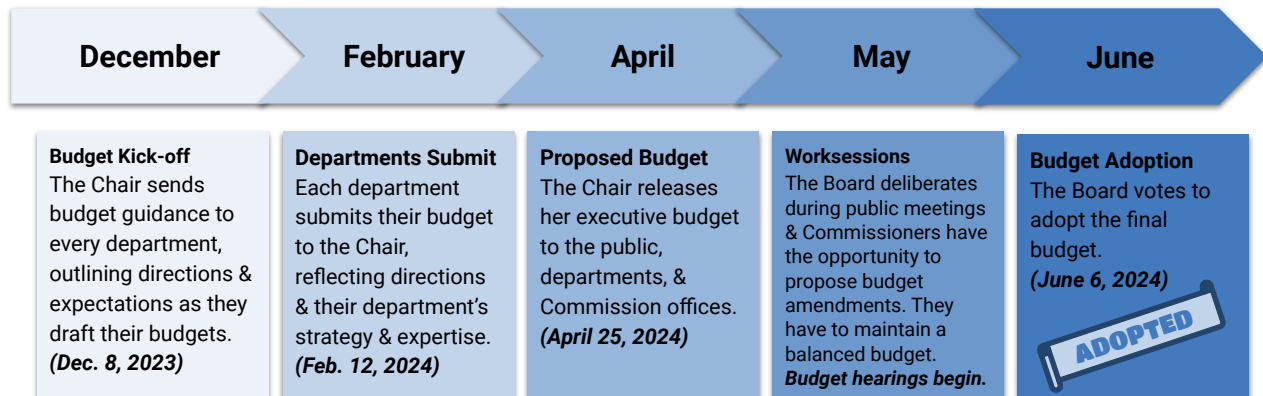 December
February
April
May
June
Budget Kick-off
The Chair sends
budget guidance to
every department,
outlining directions &
expectations as they
draft their budgets.
(Dec. 8, 2023)
Departments Submit
Each department
submits their budget
to the Chair,
reflecting directions
& their department’s
strategy & expertise.
(Feb. 12, 2024)
Proposed Budget
The Chair releases
her executive budget
to the public,
departments, &
Commission offices.
(April 25, 2024)
Worksessions
The Board deliberates
during public meetings
& Commissioners have
the opportunity to
propose budget
amendments. They
have to maintain a
balanced budget.
Budget hearings begin.
Budget Adoption
The Board votes to
adopt the final
budget.
(June 6, 2024)
ADOPTED